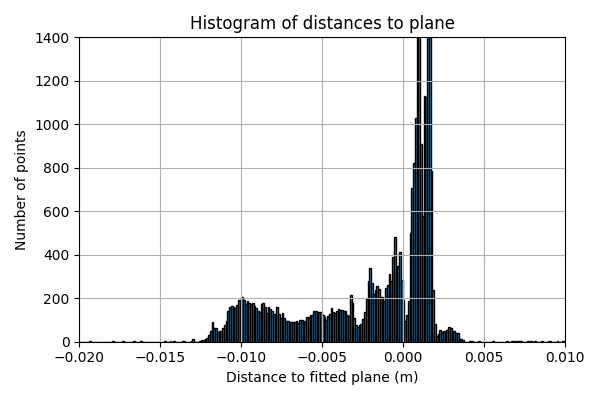 Histogram of distances to plane
1400
1200
1000
800
600
400
200
0
Number of points
−0.020 −0.015 −0.010 −0.005 0.000 0.005 0.010
Distance to fitted plane (m)